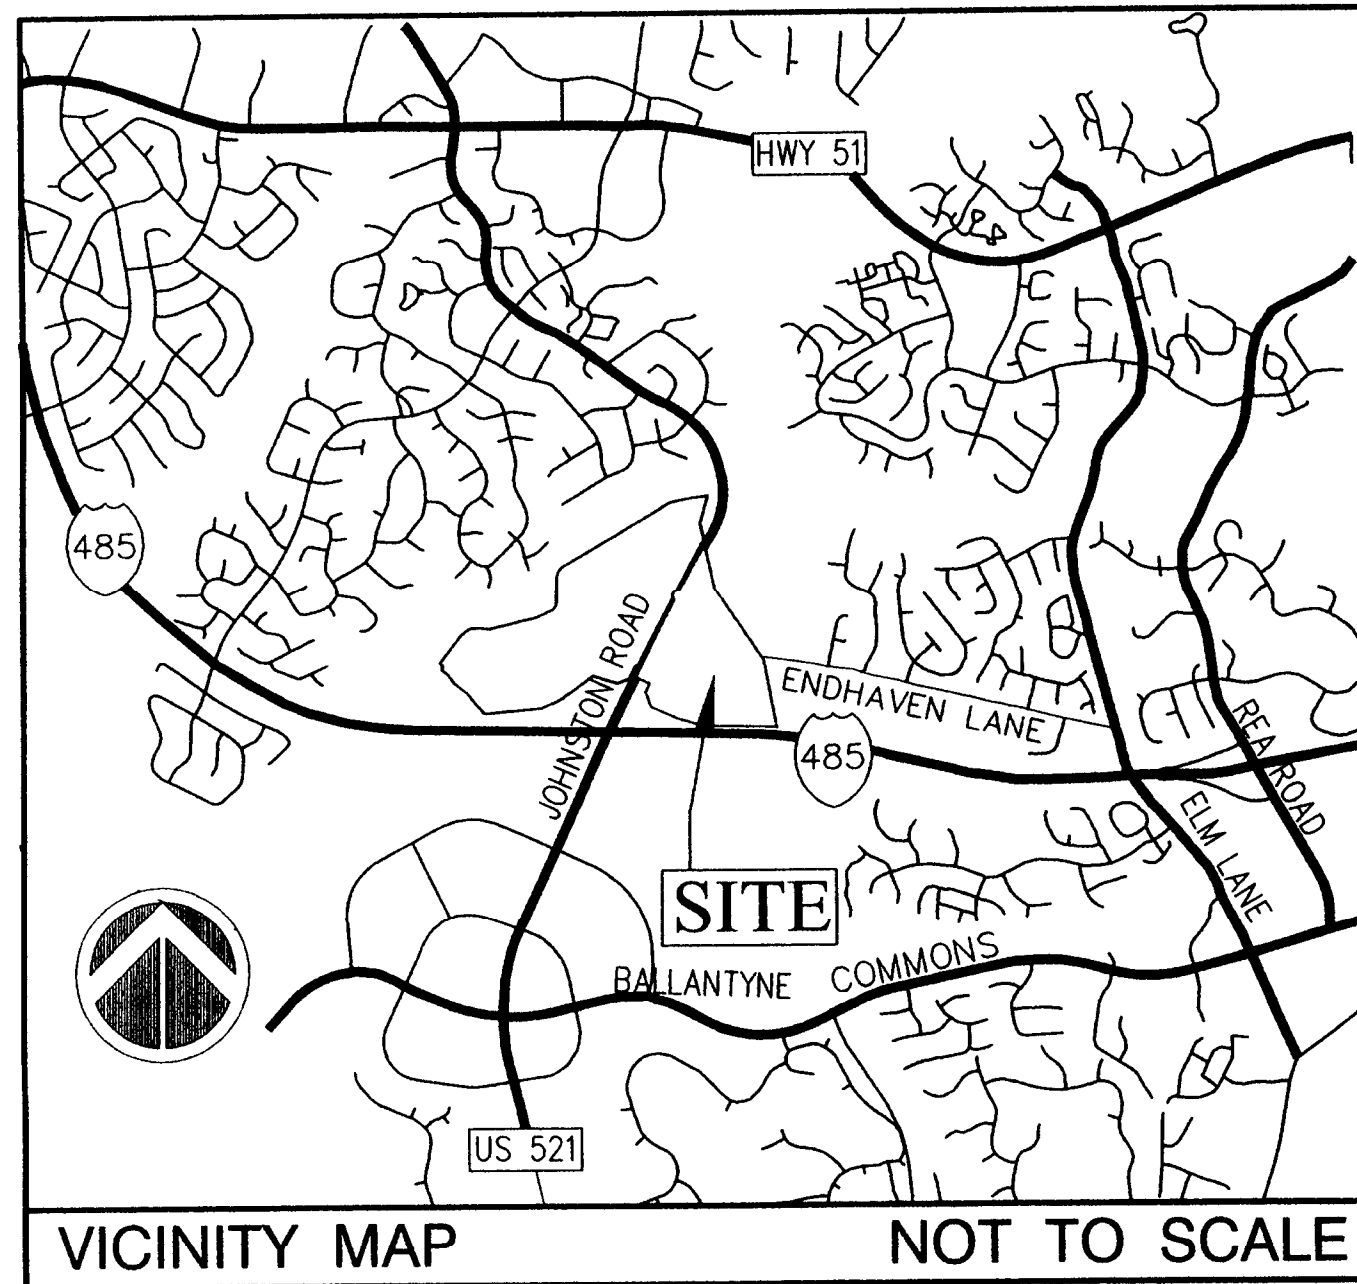 HWY 51
485
JOHNSTON ROAD
ENDHAVEN LANE
485
REA ROAD
ELM LANE
SITE
BALLANTYNE COMMONS
US 521
VICINITY MAP
NOT TO SCALE